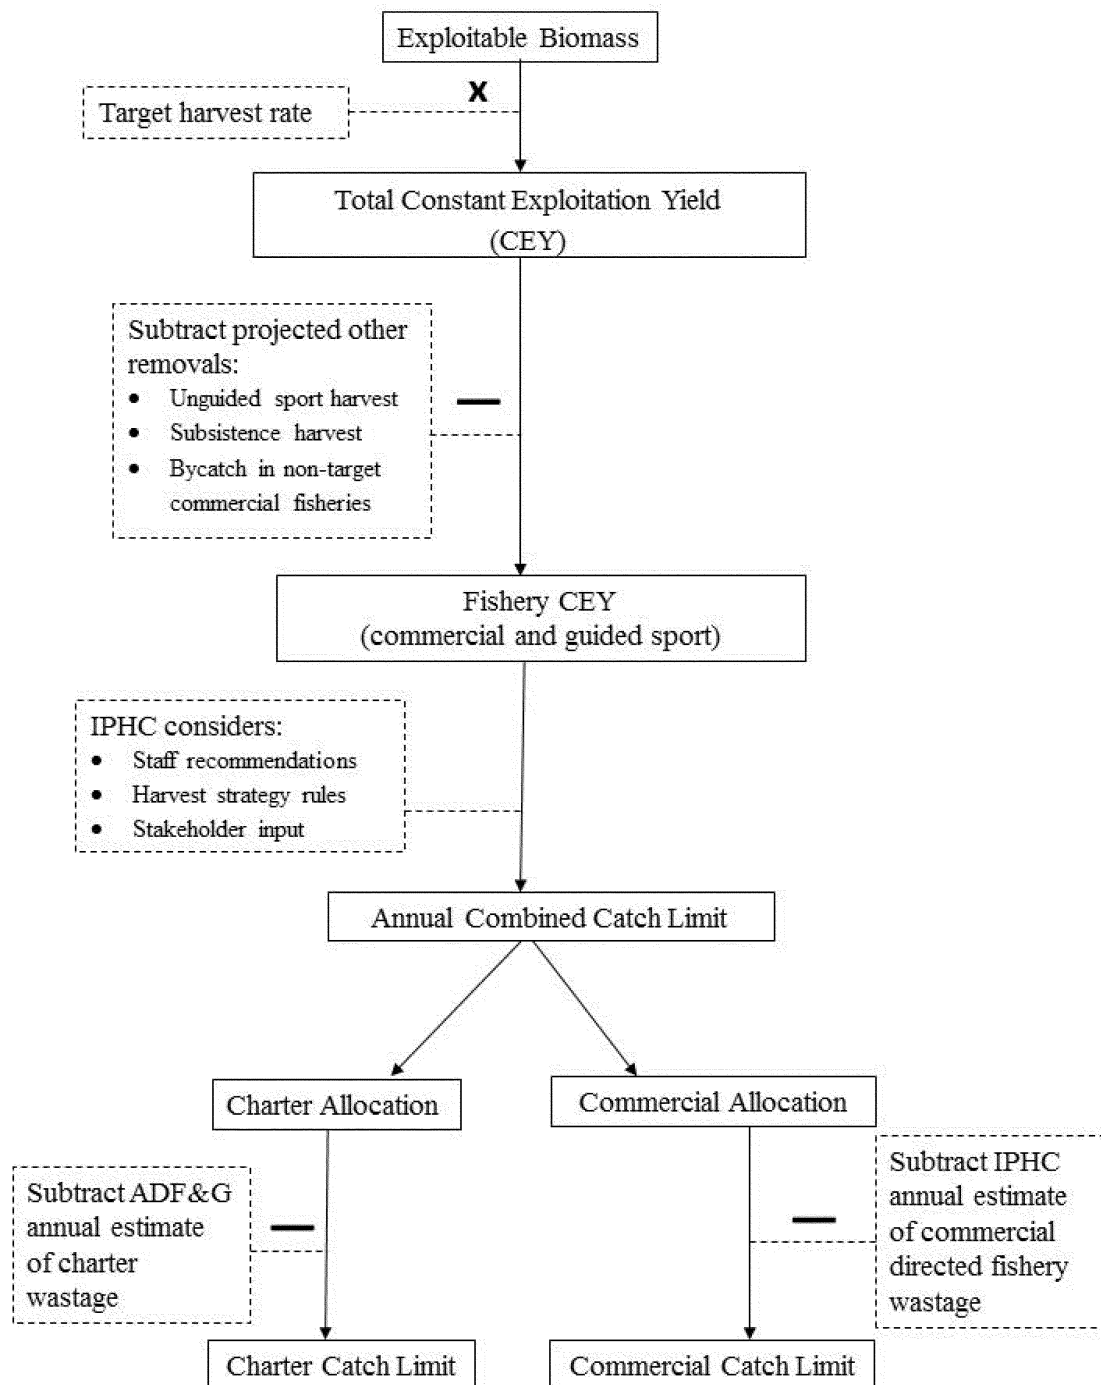 Exploitable Biomass
X
Target harvest rate
Total Constant Exploitation Yield
(CEY)
Subtract projected other
removals:
• Unguided sport harvest
• Subsistence harvest
• Bycatch in non-target
commercial fisheries
—
Fishery CEY
(commercial and guided sport)
IPHC considers:
• Staff recommendations
• Harvest strategy rules
• Stakeholder input
Annual Combined Catch Limit
Charter Allocation
Commercial Allocation
Subtract ADF&G
annual estimate
of charter
wastage
—
Subtract IPHC
annual estimate
of commercial
directed fishery
wastage
—
Charter Catch Limit
Commercial Catch Limit